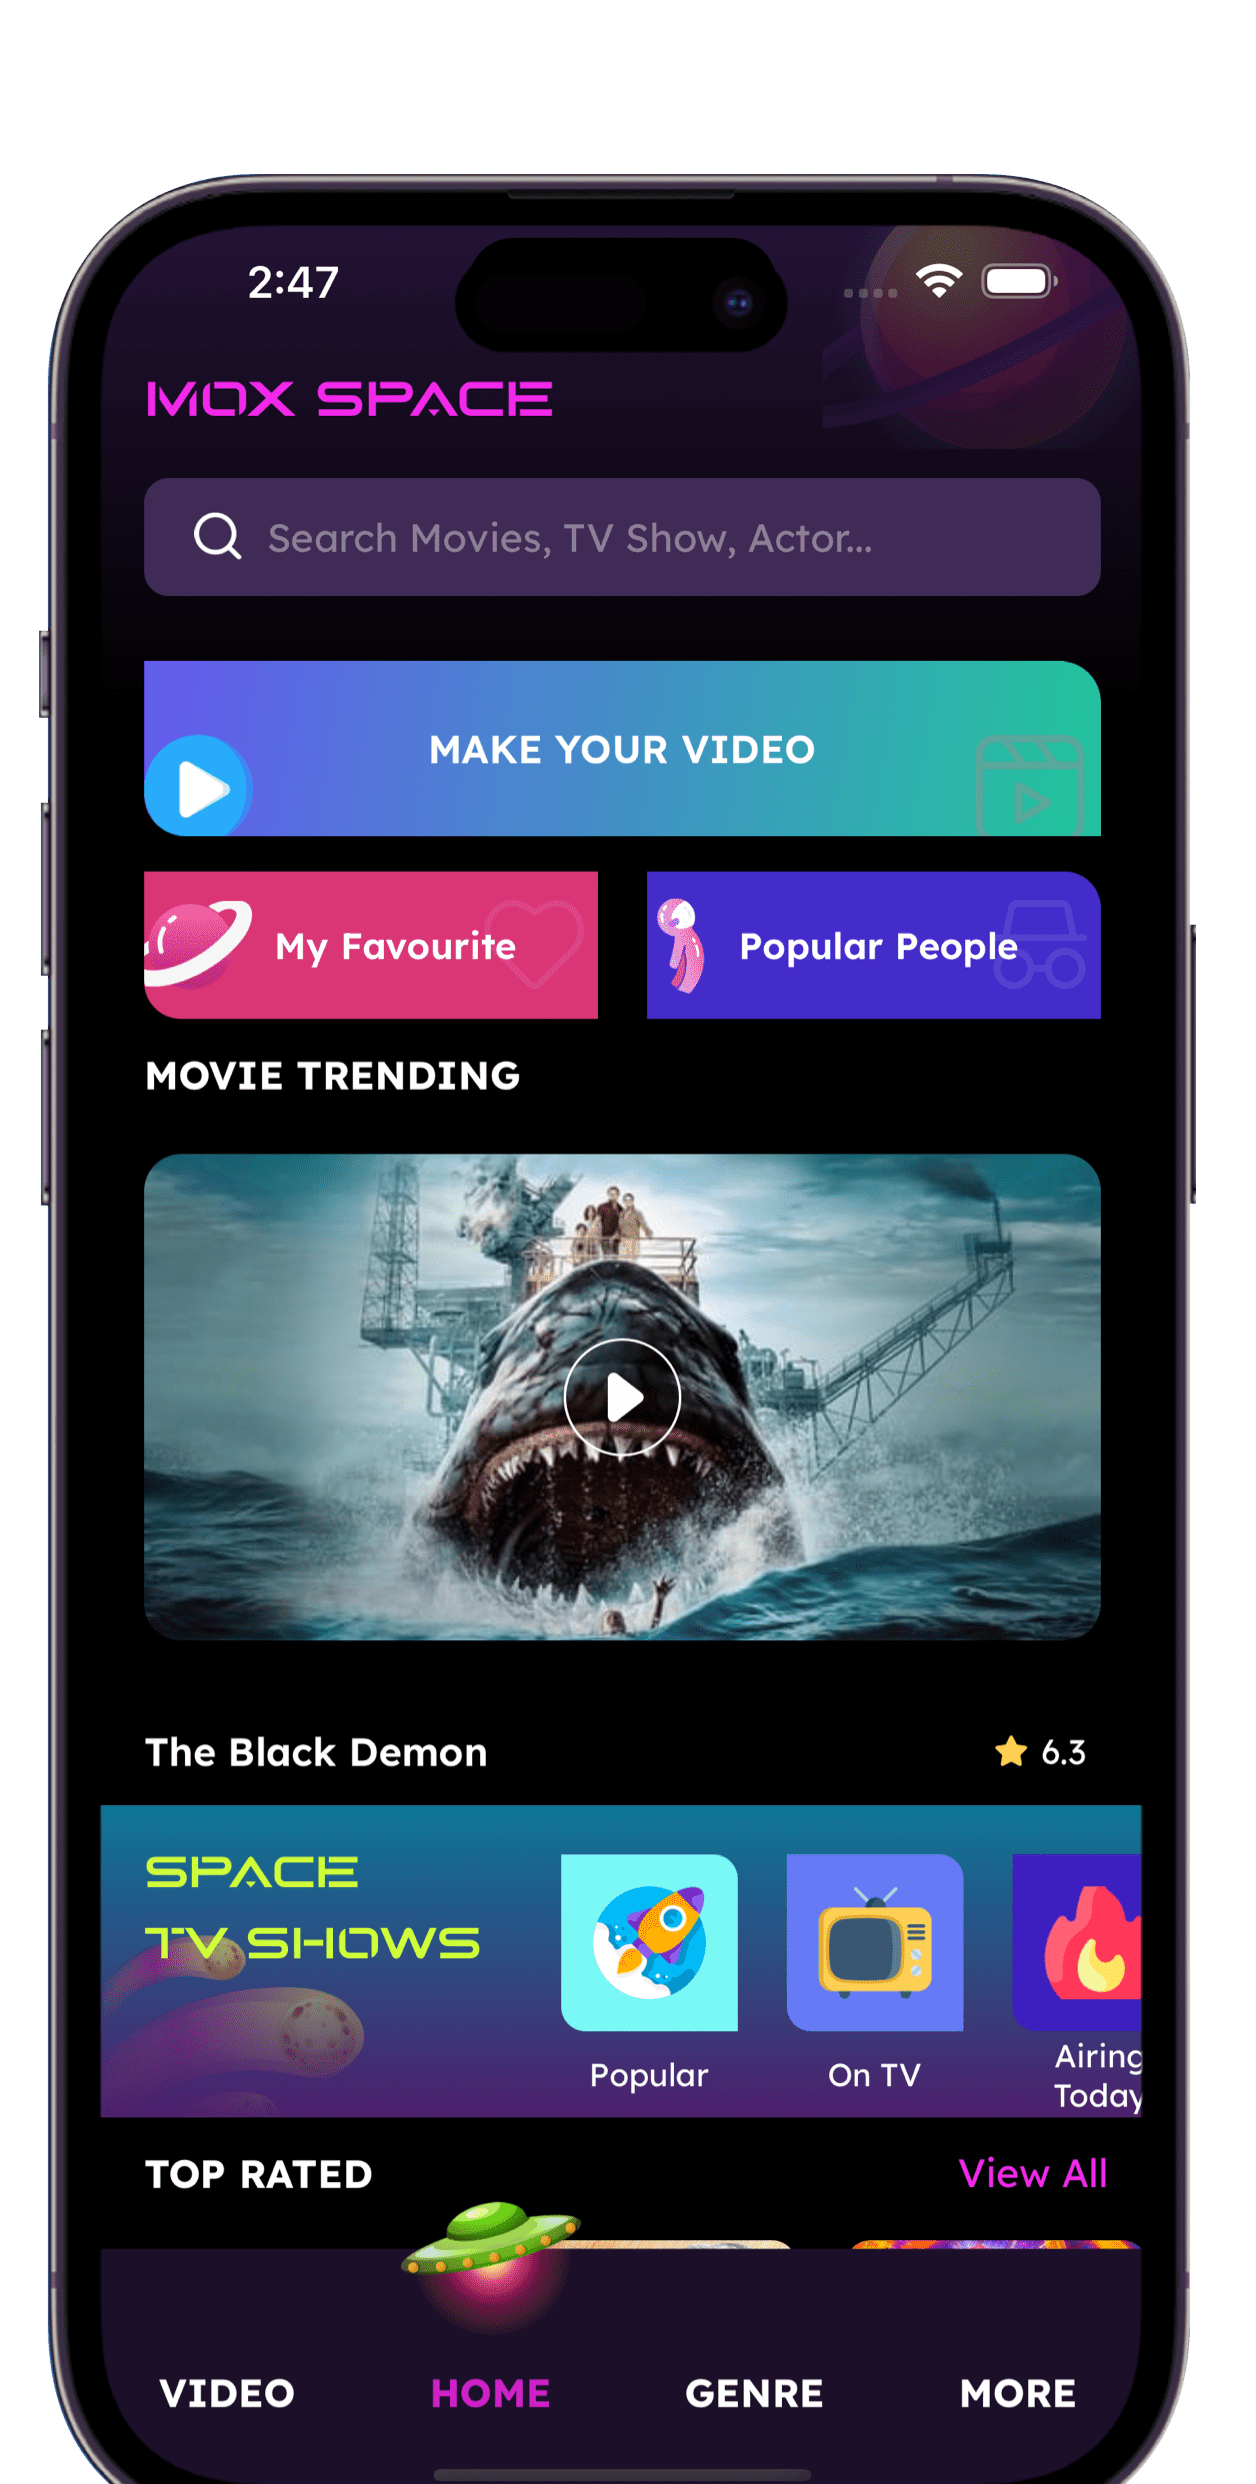 2:47
MOX SPACE
Search Movies, TV Show, Actor...
MAKE YOUR VIDEO
My Favourite
Popular People
MOVIE TRENDING
The Black Demon
6.3
SPACE
TV SHOWS
Popular
On TV
Airing
Today
TOP RATED
View All
VIDEO
HOME
GENRE
MORE